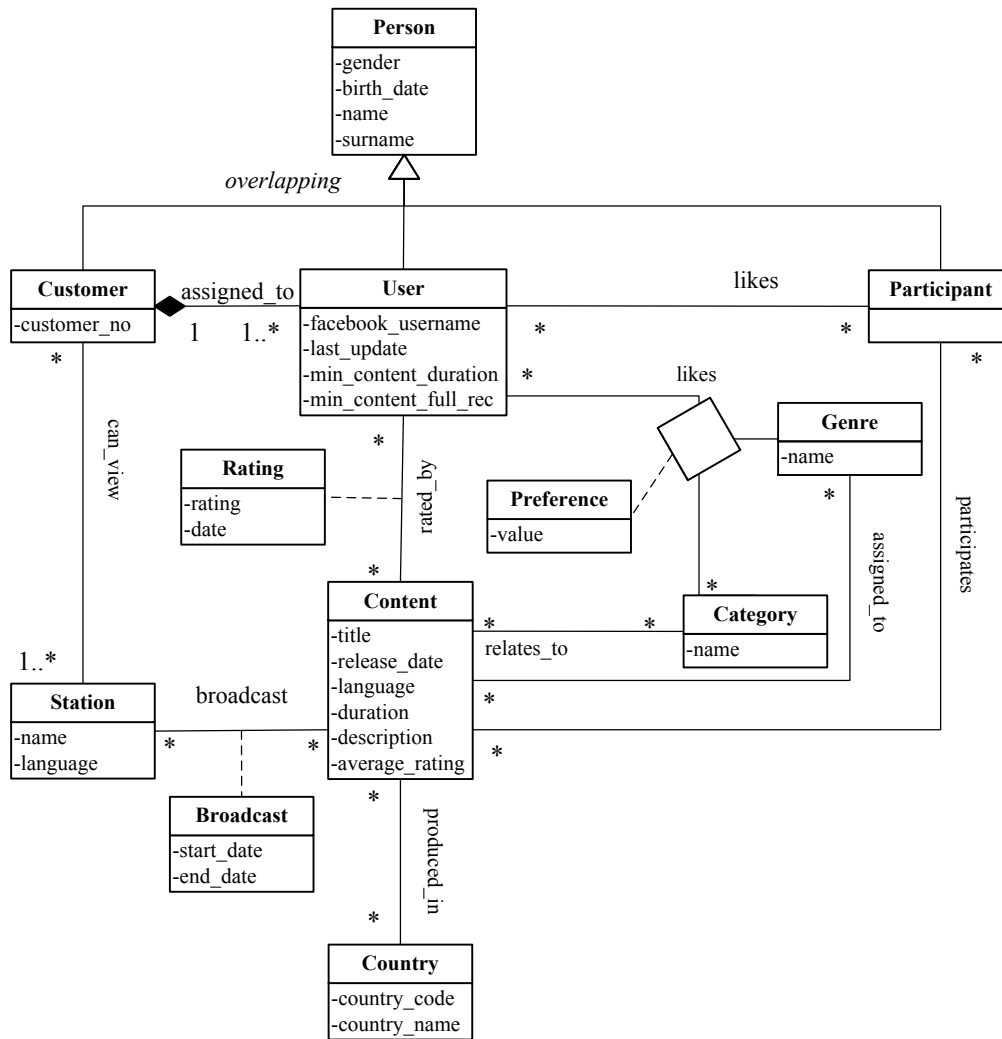 Person
-gender
-birth_date
-name
-surname
overlapping
Customer
-customer_no
assigned_to
1
1..*
User
-facebook_username
-last_update
-min_content_duration
-min_content_full_rec
likes
*
*
Participant
*
*
*
likes
can_view
*
rated_by
Rating
-rating
-date
Preference
-value
Genre
-name
*
assigned_to
participates
*
Content
-title
-release_date
-language
-duration
-description
-average_rating
*
*
relates_to
*
Category
-name
*
*
1..*
Station
-name
-language
broadcast
*
*
Broadcast
-start_date
-end_date
*
produced_in
*
Country
-country_code
-country_name